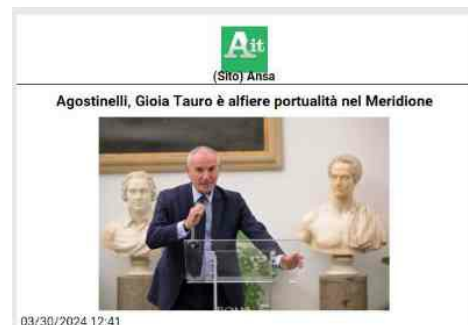 Ait
(Sito) Ansa
Agostinelli, Gioia Tauro è alfiere portualità nel Meridione
03/30/2024 12:41